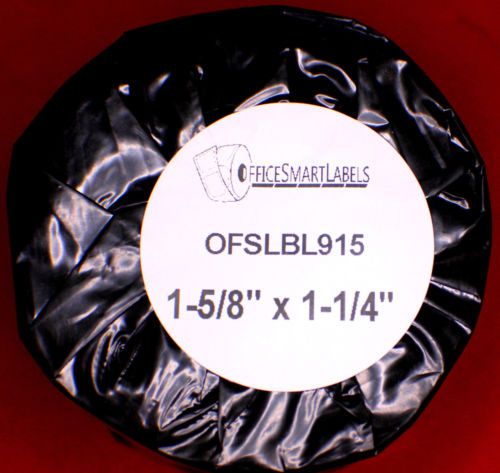 OFFICESMARTLABELS
OFSLBL915
1-5/8" x 1-1/4"